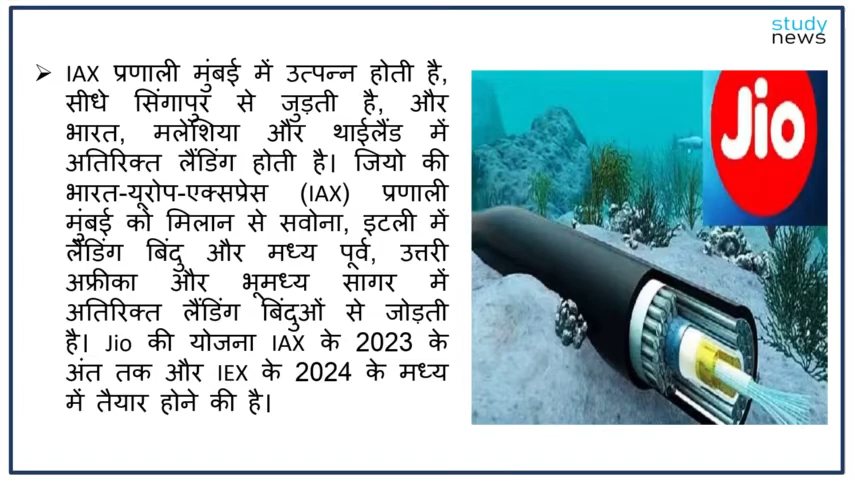 study
news
➢ IAX प्रणाली मुंबई में उत्पन्न होती है,
सीधे सिंगापुर से जुड़ती है, और
भारत, मलेशिया और थाईलैंड में
अतिरिक्त लैंडिंग होती है। जियो की
भारत-यूरोप-एक्सप्रेस (IAX) प्रणाली
मुंबई को मिलान से सवोना, इटली में
लैंडिंग बिंदु और मध्य पूर्व, उत्तरी
अफ्रीका और भूमध्य सागर में
अतिरिक्त लैंडिंग बिंदुओं से जोड़ती
है। Jio की योजना IAX के 2023 के
अंत तक और IEX के 2024 के मध्य
में तैयार होने की है।
Jio